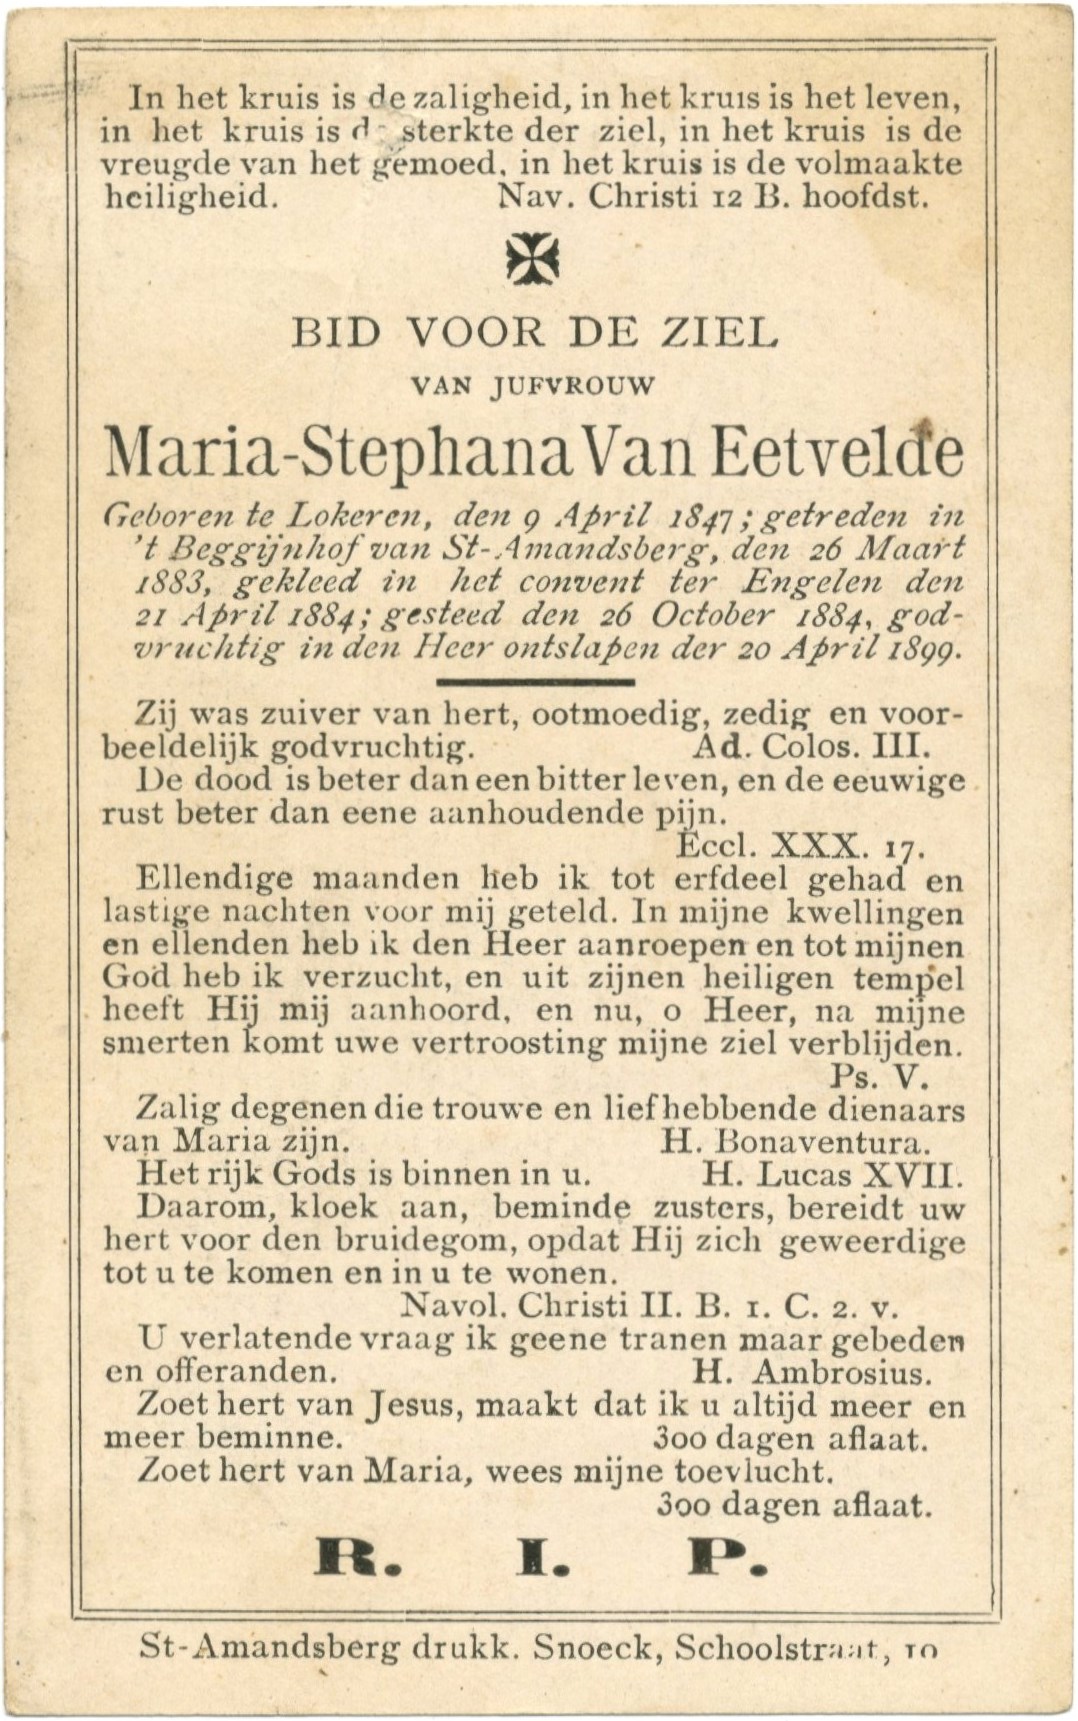 In het kruis is de zaligheid, in het kruis is het leven,
in het kruis is de sterkte der ziel, in het kruis is de
vreugde van het gemoed, in het kruis is de volmaakte
heiligheid. Nav. Christi 12 B. hoofdst.
BID VOOR DE ZIEL
VAN JUFVROUW
Maria-Stephana Van Eetvelde
Geboren te Lokeren, den 9 April 1847; getreden in
't Beggijnhof van St-Amandsberg, den 26 Maart
1883, gekleed in het convent ter Engelen den
21 April 1884; gesteed den 26 October 1884, god-
vruchtig in den Heer ontslapen der 20 April 1899.
Zij was zuiver van hert, ootmoedig, zedig en voor-
beeldelijk godvruchtig. Ad. Colos. III.
De dood is beter dan een bitter leven, en de eeuwige
rust beter dan eene aanhoudende pijn.
Eccl. XXX. 17.
Ellendige maanden heb ik tot erfdeel gehad en
lastige nachten voor mij geteld. In mijne kwellingen
en ellenden heb ik den Heer aanroepen en tot mijnen
God heb ik verzucht, en uit zijnen heiligen tempel
heeft Hij mij aanhoord, en nu, o Heer, na mijne
smerten komt uwe vertroosting mijne ziel verblijden.
Ps. V.
Zalig degenen die trouwe en liefhebbende dienaars
van Maria zijn. H. Bonaventura.
Het rijk Gods is binnen in u. H. Lucas XVII.
Daarom, kloek aan, beminde zusters, bereidt uw
hert voor den bruidegom, opdat Hij zich geweerdige
tot u te komen en in u te wonen.
Navol. Christi II. B. 1. C. 2. v.
U verlatende vraag ik geene tranen maar gebeden
en offeranden. H. Ambrosius.
Zoet hert van Jesus, maakt dat ik u altijd meer en
meer beminne. 300 dagen aflaat.
Zoet hert van Maria, wees mijne toevlucht.
300 dagen aflaat.
R. I. P.
St-Amandsberg drukk. Snoeck, Schoolstraat, 10